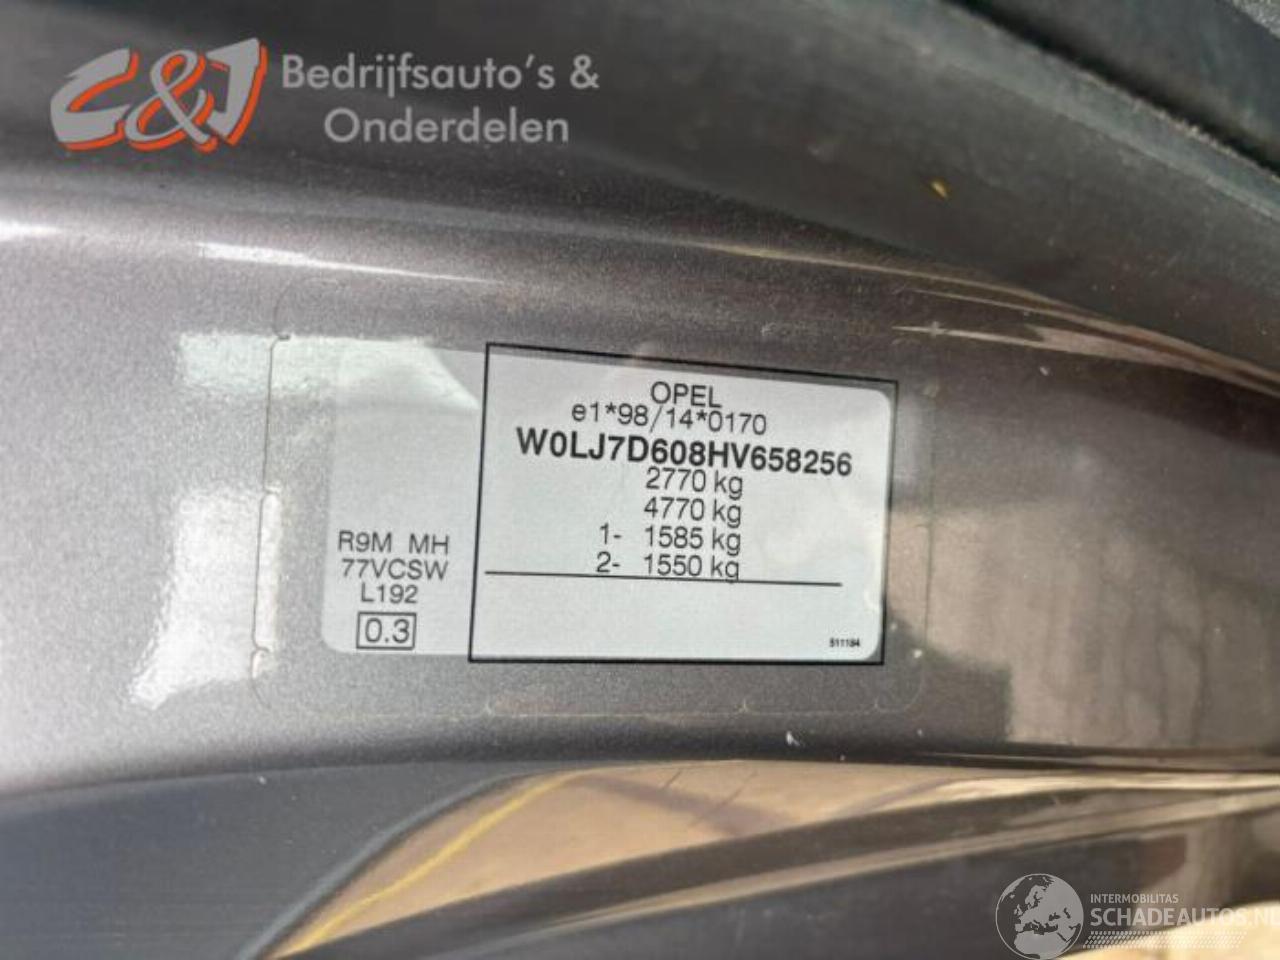 C&J Bedrijfsauto's &
Onderdelen
OPEL
e1*98/14*0170
W0LJ7D608HV658256
2770 kg
4770 kg
1- 1585 kg
2- 1550 kg
R9M MH
77VCSW
L192
0.3
511184
INTERMOBILITAS
SCHADEAUTOS.NL